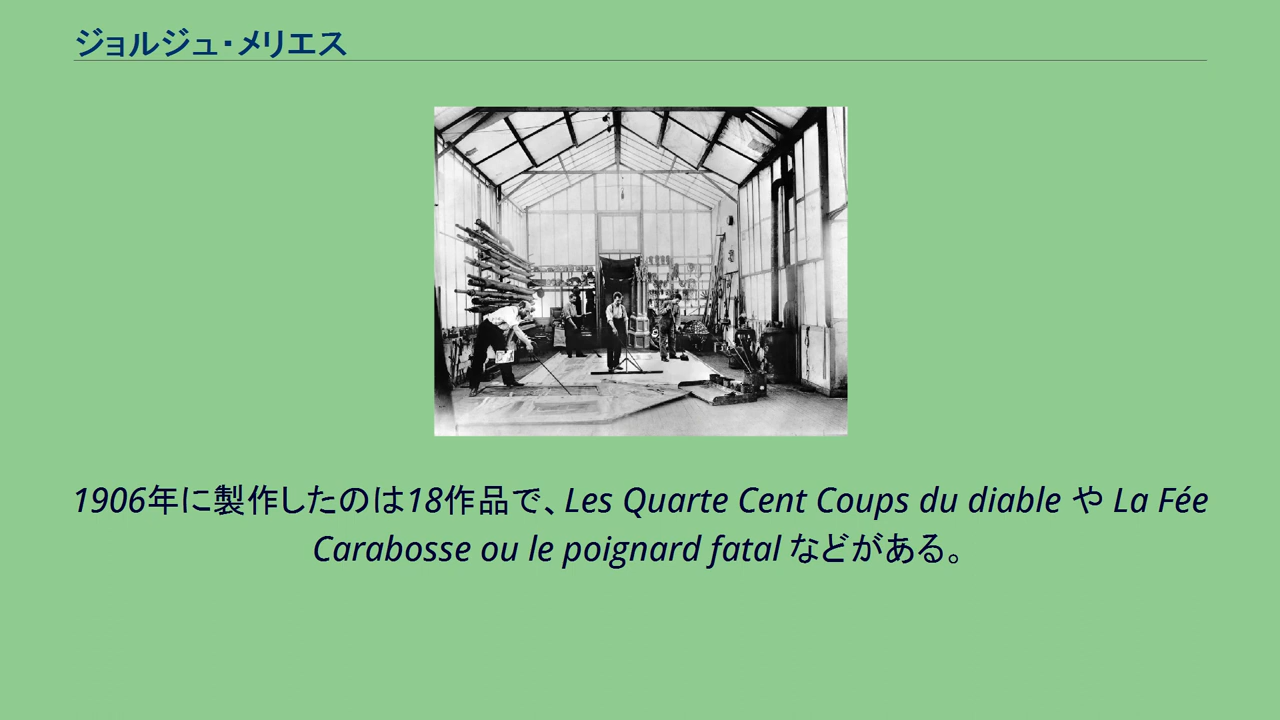 ジョルジュ・メリエス
1906年に製作したのは18作品で、Les Quarte Cent Coups du diable や La Fée
Carabosse ou le poignard fatal などがある。